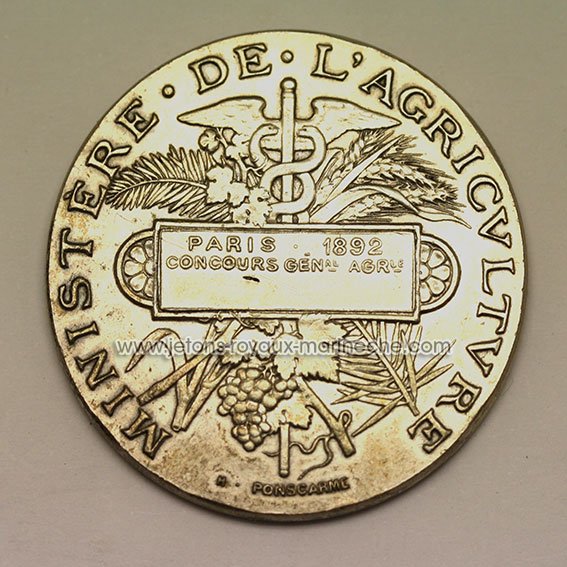 MINISTÈRE · DE · L'AGRICVLTVRE
PARIS · 1892
CONCOURS GÉNAL AGRLE
www.jetons-royaux-marineche.com
H · PONSCARME